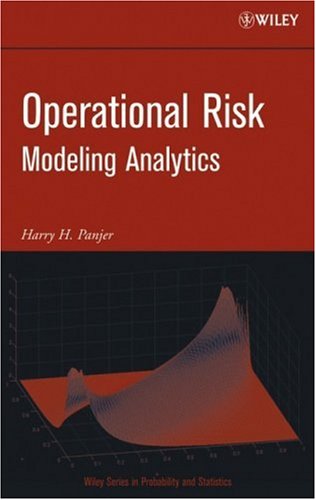 WILEY
Operational Risk
Modeling Analytics
Harry H. Panjer
Wiley Series in Probability and Statistics